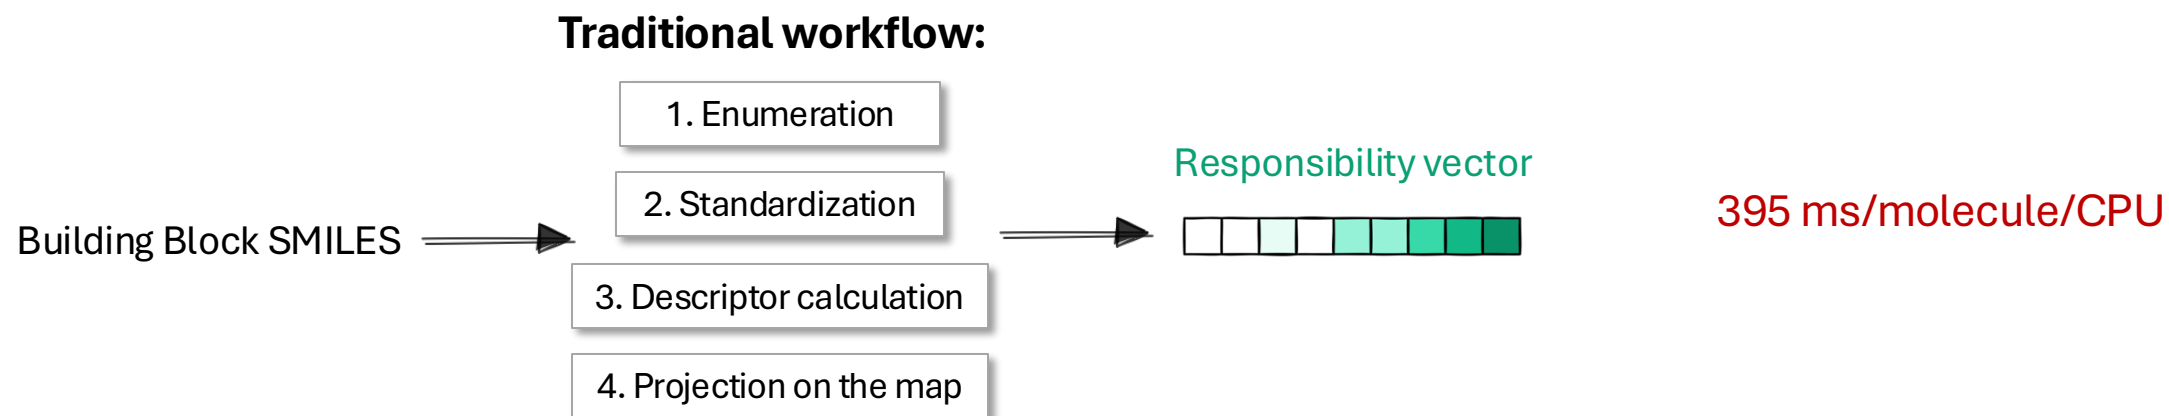 Traditional workflow:
1. Enumeration
2. Standardization
3. Descriptor calculation
4. Projection on the map
Building Block SMILES
Responsibility vector
395 ms/molecule/CPU